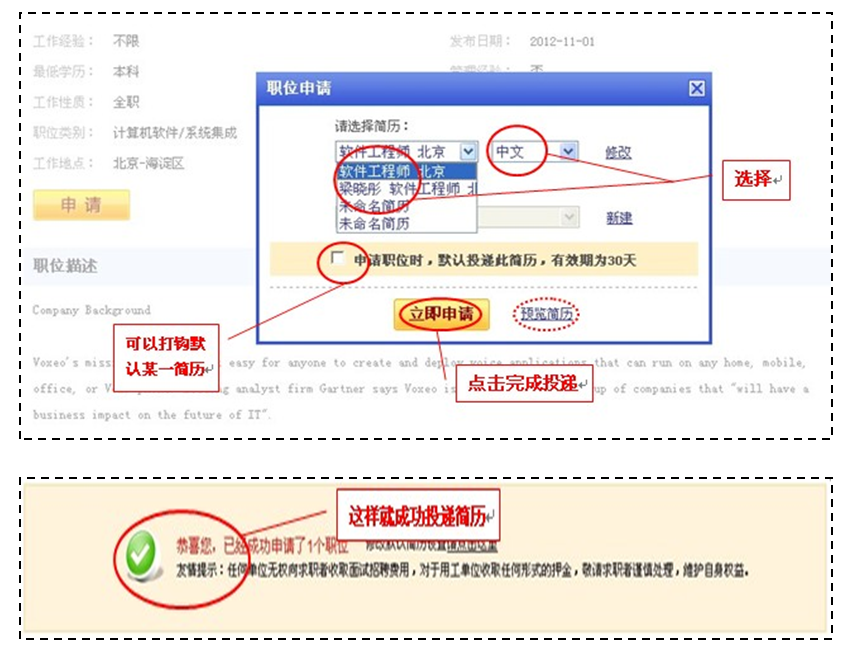 工作经验： 不限
发布日期： 2012-11-01
最低学历： 本科
管理经验： 否
工作性质： 全职
职位类别： 计算机软件/系统集成
工作地点： 北京-海淀区
申 请
职位申请
请选择简历：
软件工程师 北京
中文
修改
软件工程师 北京
梁晓彤 软件工程师 北
未命名简历
未命名简历
新建
选择
申请职位时，默认投递此简历，有效期为30天
立即申请
预览简历
职位描述
Company Background
可以打钩默
认某一简历
点击完成投递
Voxeo's miss easy for anyone to create and deploy voice applications that can run on any home, mobile,
office, or analyst firm Gartner says Voxeo is up of companies that "will have a
business impact on the future of IT".
这样就成功投递简历
恭喜您，已经成功申请了1个职位 修改默认简历设置请点击这里
友情提示：任何单位无权向求职者收取面试招聘费用，对于用工单位收取任何形式的押金，敬请求职者谨慎处理，维护自身权益。